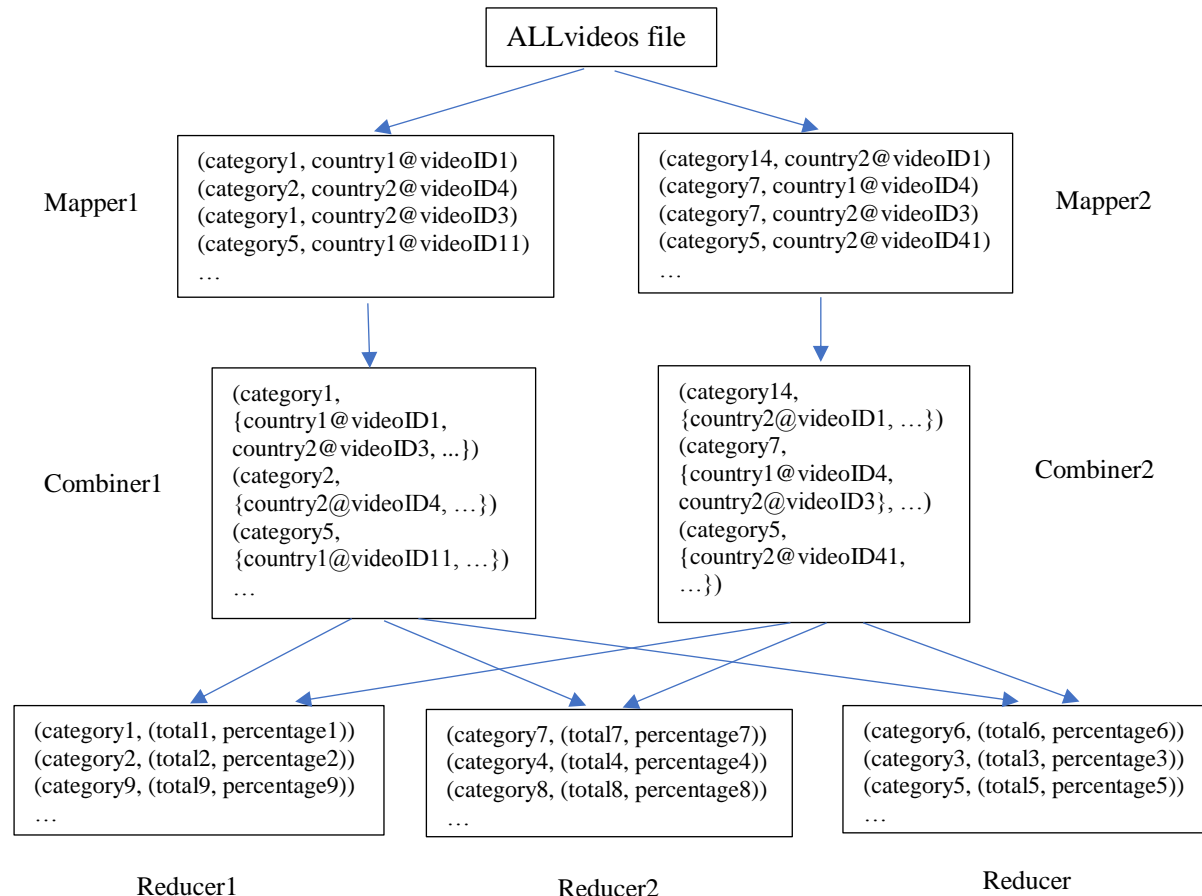 ALLvideos file
Mapper1
(category1, country1@videoID1)
(category2, country2@videoID4)
(category1, country2@videoID3)
(category5, country1@videoID11)
…
(category14, country2@videoID1)
(category7, country1@videoID4)
(category7, country2@videoID3)
(category5, country2@videoID41)
…
Mapper2
Combiner1
(category1,
{country1@videoID1,
country2@videoID3, ...})
(category2,
{country2@videoID4, …})
(category5,
{country1@videoID11, …})
…
(category14,
{country2@videoID1, …})
(category7,
{country1@videoID4,
country2@videoID3}, …)
(category5,
{country2@videoID41,
…})
Combiner2
(category1, (total1, percentage1))
(category2, (total2, percentage2))
(category9, (total9, percentage9))
…
(category7, (total7, percentage7))
(category4, (total4, percentage4))
(category8, (total8, percentage8))
…
(category6, (total6, percentage6))
(category3, (total3, percentage3))
(category5, (total5, percentage5))
…
Reducer1
Reducer2
Reducer